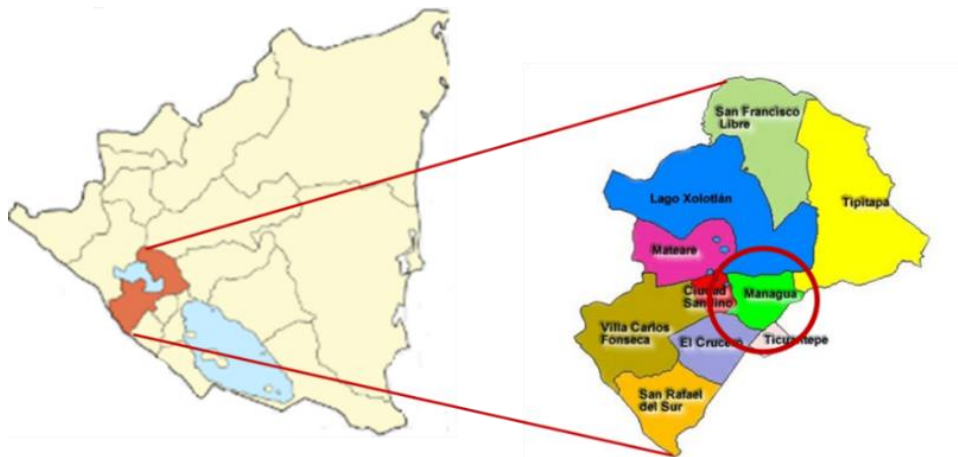 San Francisco
Libre
Tipitapa
Lago Xolotlán
Mateare
Ciudad
Sandino
Managua
Villa Carlos
Fonseca
El Crucero
Ticuantepe
San Rafael
del Sur